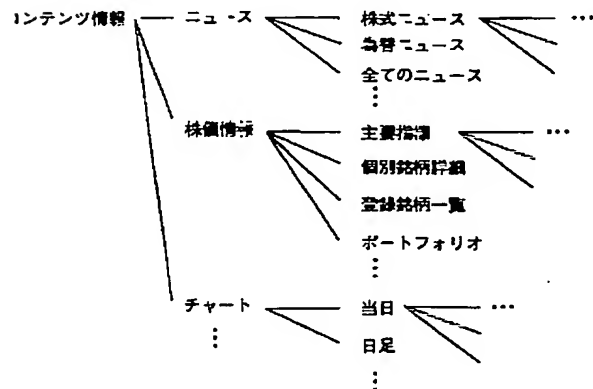 コンテンツ情報
ニュース
株式ニュース
…
為替ニュース
全てのニュース
⋮
株価情報
主要指標
…
個別銘柄詳細
登録銘柄一覧
ポートフォリオ
⋮
チャート
当日
…
⋮
日足
⋮